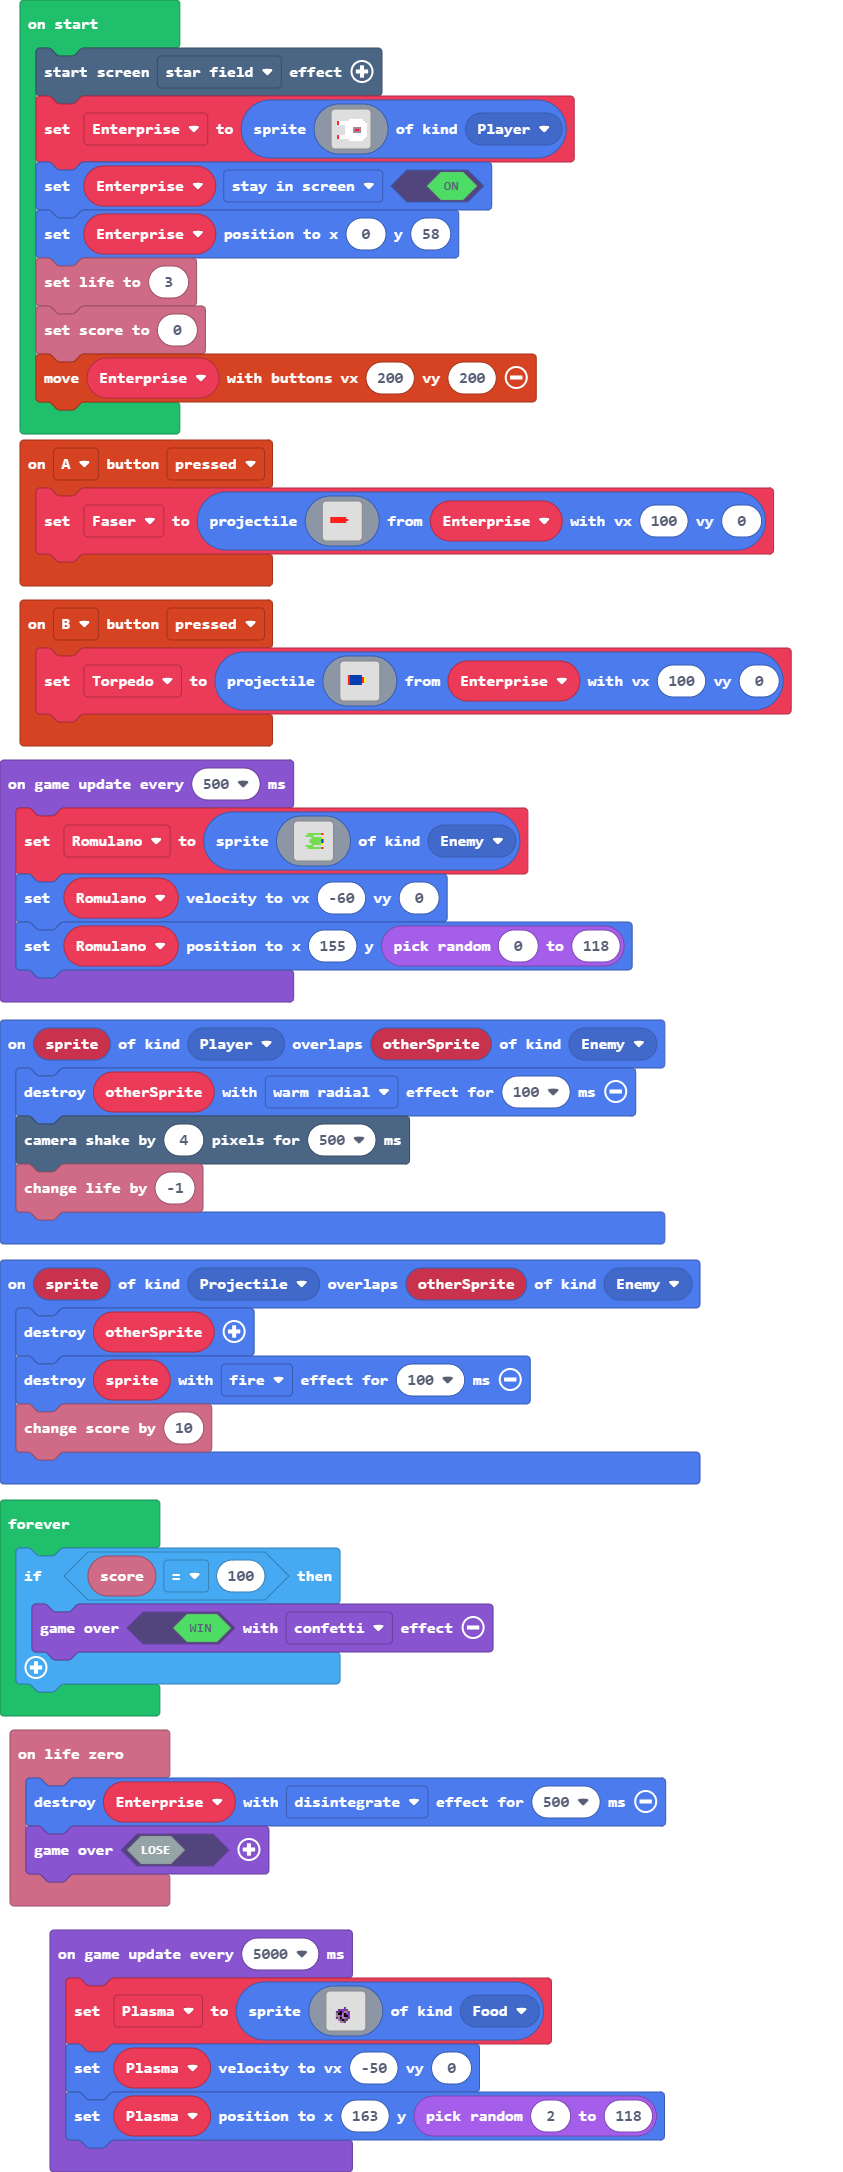 on start
start screen star field effect
set Enterprise to sprite of kind Player
set Enterprise stay in screen ON
set Enterprise position to x 0 y 58
set life to 3
set score to 0
move Enterprise with buttons vx 200 vy 200
on A button pressed
set Faser to projectile from Enterprise with vx 100 vy 0
on B button pressed
set Torpedo to projectile from Enterprise with vx 100 vy 0
on game update every 500 ms
set Romulano to sprite of kind Enemy
set Romulano velocity to vx -60 vy 0
set Romulano position to x 155 y pick random 0 to 118
on sprite of kind Player overlaps otherSprite of kind Enemy
destroy otherSprite with warm radial effect for 100 ms
camera shake by 4 pixels for 500 ms
change life by -1
on sprite of kind Projectile overlaps otherSprite of kind Enemy
destroy otherSprite
destroy sprite with fire effect for 100 ms
change score by 10
forever
if score = 100 then
game over WIN with confetti effect
on life zero
destroy Enterprise with disintegrate effect for 500 ms
game over LOSE
on game update every 5000 ms
set Plasma to sprite of kind Food
set Plasma velocity to vx -50 vy 0
set Plasma position to x 163 y pick random 2 to 118